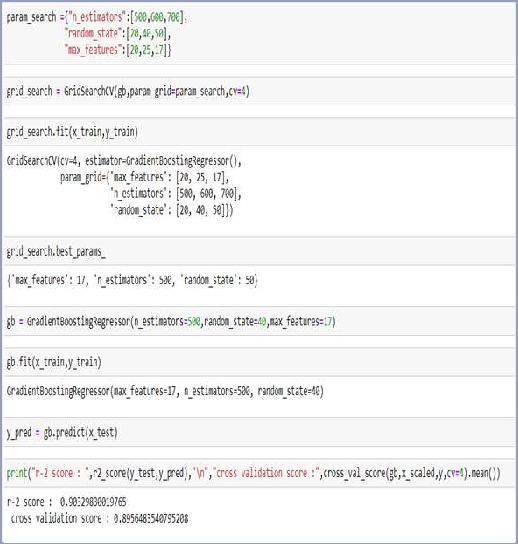 param_search ={"n_estimators":[500,600,700],
"random_state":[20,40,50],
"max_features":[20,25,17]}
grid_search = GridSearchCV(gb,param_grid=param_search,cv=4)
grid_search.fit(x_train,y_train)
GridSearchCV(cv=4, estimator=GradientBoostingRegressor(),
param_grid={'max_features': [20, 25, 17],
'n_estimators': [500, 600, 700],
'random_state': [20, 40, 50]})
grid_search.best_params_
{'max_features': 17, 'n_estimators': 500, 'random_state': 50}
gb = GradientBoostingRegressor(n_estimators=500,random_state=40,max_features=17)
gb.fit(x_train,y_train)
GradientBoostingRegressor(max_features=17, n_estimators=500, random_state=40)
y_pred = gb.predict(x_test)
print("r-2 score : ",r2_score(y_test,y_pred),"\n","cross validation score :",cross_val_score(gb,x_scaled,y,cv=4).mean())
r-2 score :  0.90329830019765
cross validation score : 0.8956483540795208